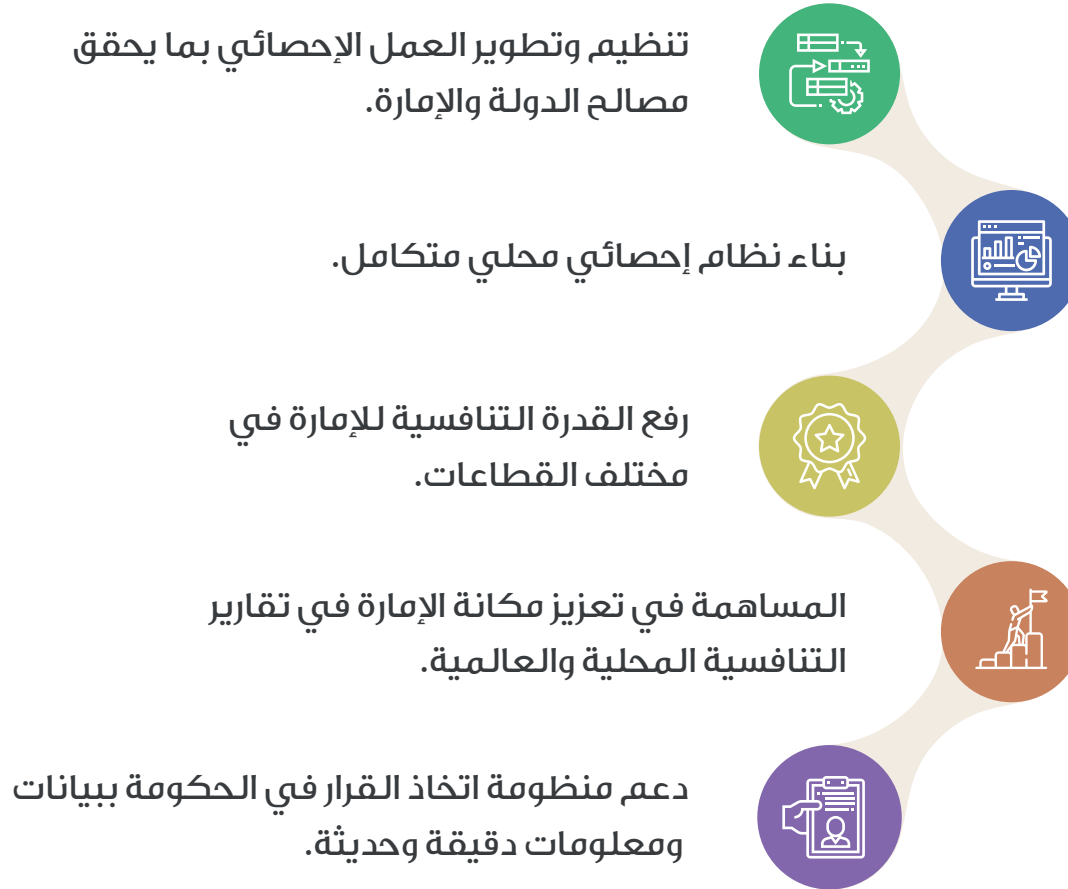 تنظيم وتطوير العمل الإحصائي بما يحقق
مصالح الدولة والإمارة.
بناء نظام إحصائي محلي متكامل.
رفع القدرة التنافسية للإمارة في
مختلف القطاعات.
المساهمة في تعزيز مكانة الإمارة في تقارير
التنافسية المحلية والعالمية.
دعم منظومة اتخاذ القرار في الحكومة ببيانات
ومعلومات دقيقة وحديثة.